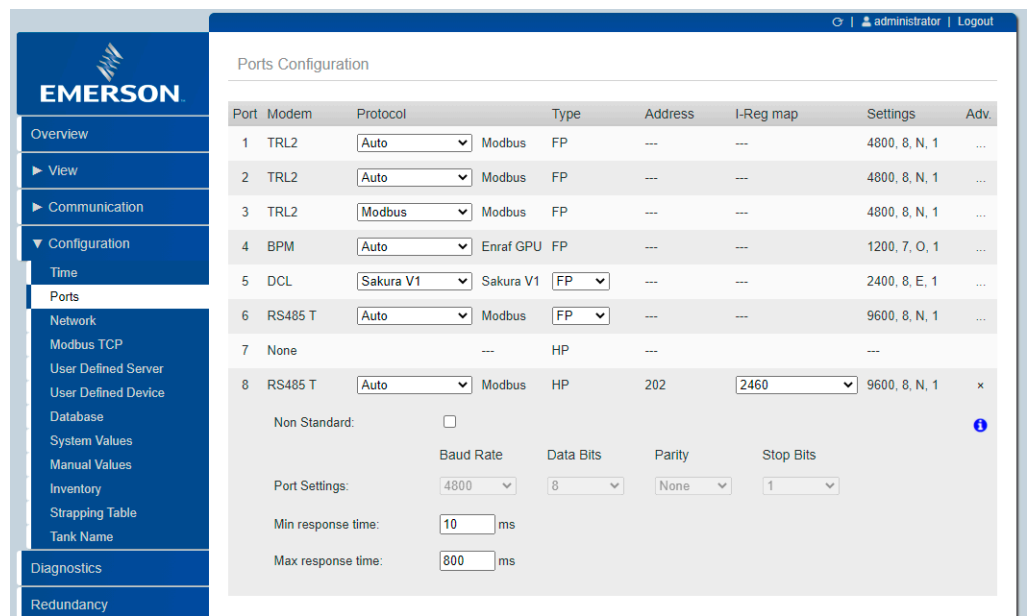 administrator | Logout
EMERSON
Ports Configuration
Port Modem Protocol Type Address I-Reg map Settings Adv.
1 TRL2 Auto Modbus FP --- --- 4800, 8, N, 1 ...
2 TRL2 Auto Modbus FP --- --- 4800, 8, N, 1 ...
3 TRL2 Modbus Modbus FP --- --- 4800, 8, N, 1 ...
4 BPM Auto Enraf GPU FP --- --- 1200, 7, O, 1 ...
5 DCL Sakura V1 Sakura V1 FP --- --- 2400, 8, E, 1 ...
6 RS485 T Auto Modbus FP --- --- 9600, 8, N, 1 ...
7 None --- HP --- ---
8 RS485 T Auto Modbus HP 202 2460 9600, 8, N, 1 ×
Non Standard:
Baud Rate Data Bits Parity Stop Bits
Port Settings: 4800 8 None 1
Min response time: 10 ms
Max response time: 800 ms
Overview
► View
► Communication
▼ Configuration
Time
Ports
Network
Modbus TCP
User Defined Server
User Defined Device
Database
System Values
Manual Values
Inventory
Strapping Table
Tank Name
Diagnostics
Redundancy